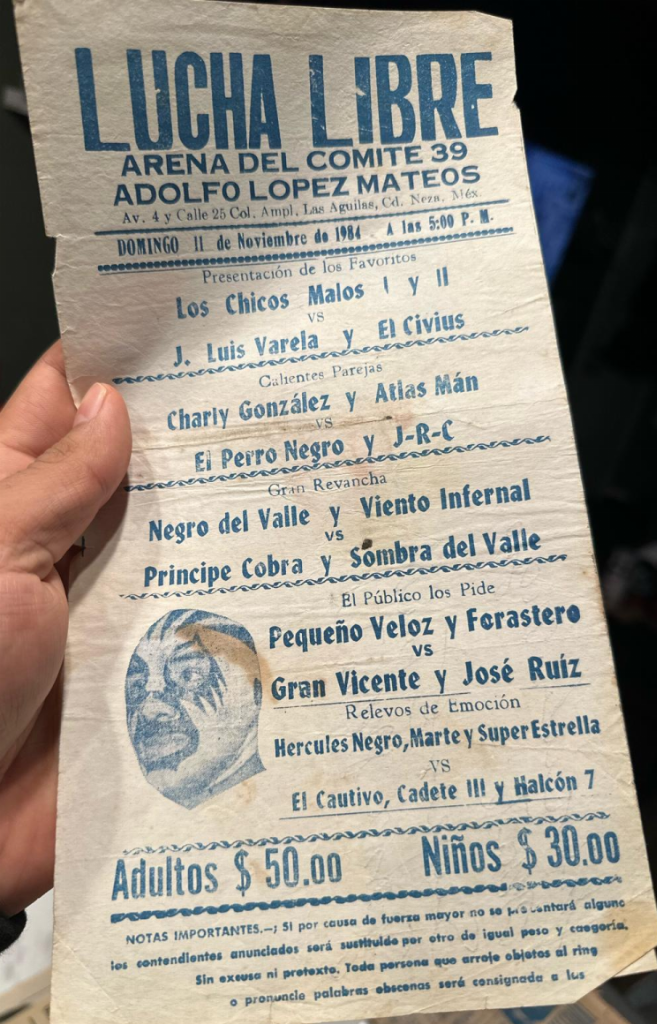 LUCHA LIBRE
ARENA DEL COMITE 39
ADOLFO LOPEZ MATEOS
Av. 4 y Calle 25 Col. Ampl. Las Aguilas, Cd. Neza. Méx.
DOMINGO 11 de Noviembre de 1984 A las 5:00 P. M.
Presentación de los Favoritos
Los Chicos Malos I y II
VS
J. Luis Varela y El Civius
Calientes Parejas
Charly González y Atlas Mán
VS
El Perro Negro y J-R-C
Gran Revancha
Negro del Valle y Viento Infernal
VS
Principe Cobra y Sombra del Valle
El Público los Pide
Pequeño Veloz y Forastero
VS
Gran Vicente y José Ruíz
Relevos de Emoción
Hercules Negro, Marte y Super Estrella
VS
El Cautivo, Cadete III y Halcón 7
Adultos $ 50.00 Niños $ 30.00
NOTAS IMPORTANTES.—; Si por causa de fuerza mayor no se presentará alguno
los contendientes anunciados será sustituido por otro de igual peso y caegoría,
Sin excusa ni pretexto. Toda persona que arroje objetos al ring
o pronuncie palabras obscenas será consignada a las